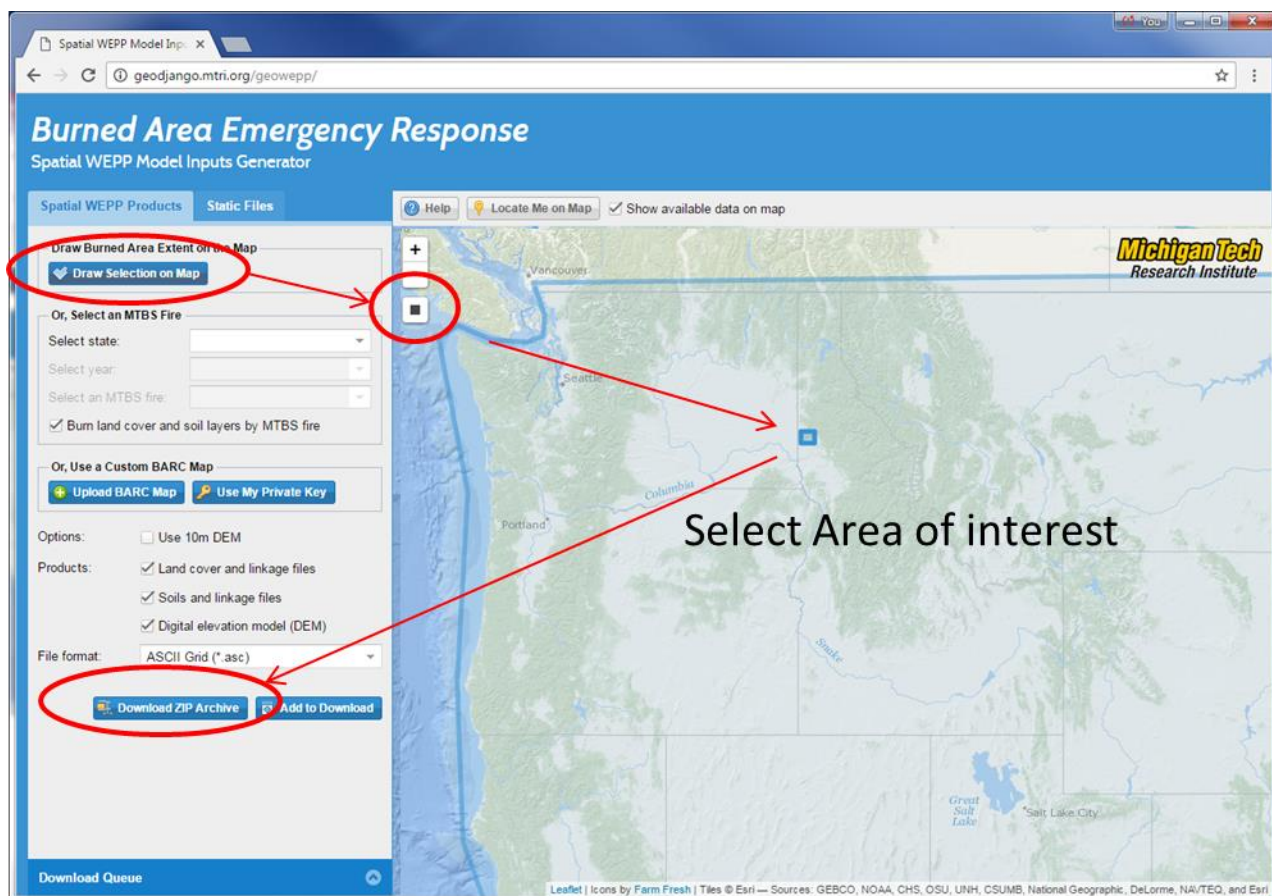 You
Spatial WEPP Model Inp
geodjango.mtri.org/geowepp/
Burned Area Emergency Response
Spatial WEPP Model Inputs Generator
Spatial WEPP Products
Static Files
Help
Locate Me on Map
Show available data on map
Draw Burned Area Extent on the Map
Draw Selection on Map
+
Michigan Tech
Research Institute
Vancouver
Or, Select an MTBS Fire
Select state:
Select year:
Select an MTBS fire:
Burn land cover and soil layers by MTBS fire
Seattle
Or, Use a Custom BARC Map
Upload BARC Map
Use My Private Key
Columbia
Portland
Select Area of interest
Options:
Use 10m DEM
Products:
Land cover and linkage files
Soils and linkage files
Digital elevation model (DEM)
File format:
ASCII Grid (*.asc)
Snake
Download ZIP Archive
Add to Download
Great
Salt
Lake
Salt Lake City
Download Queue
Leaflet | Icons by Farm Fresh | Tiles © Esri — Sources: GEBCO, NOAA, CHS, OSU, UNH, CSUMB, National Geographic, DeLorme, NAVTEQ, and Esri